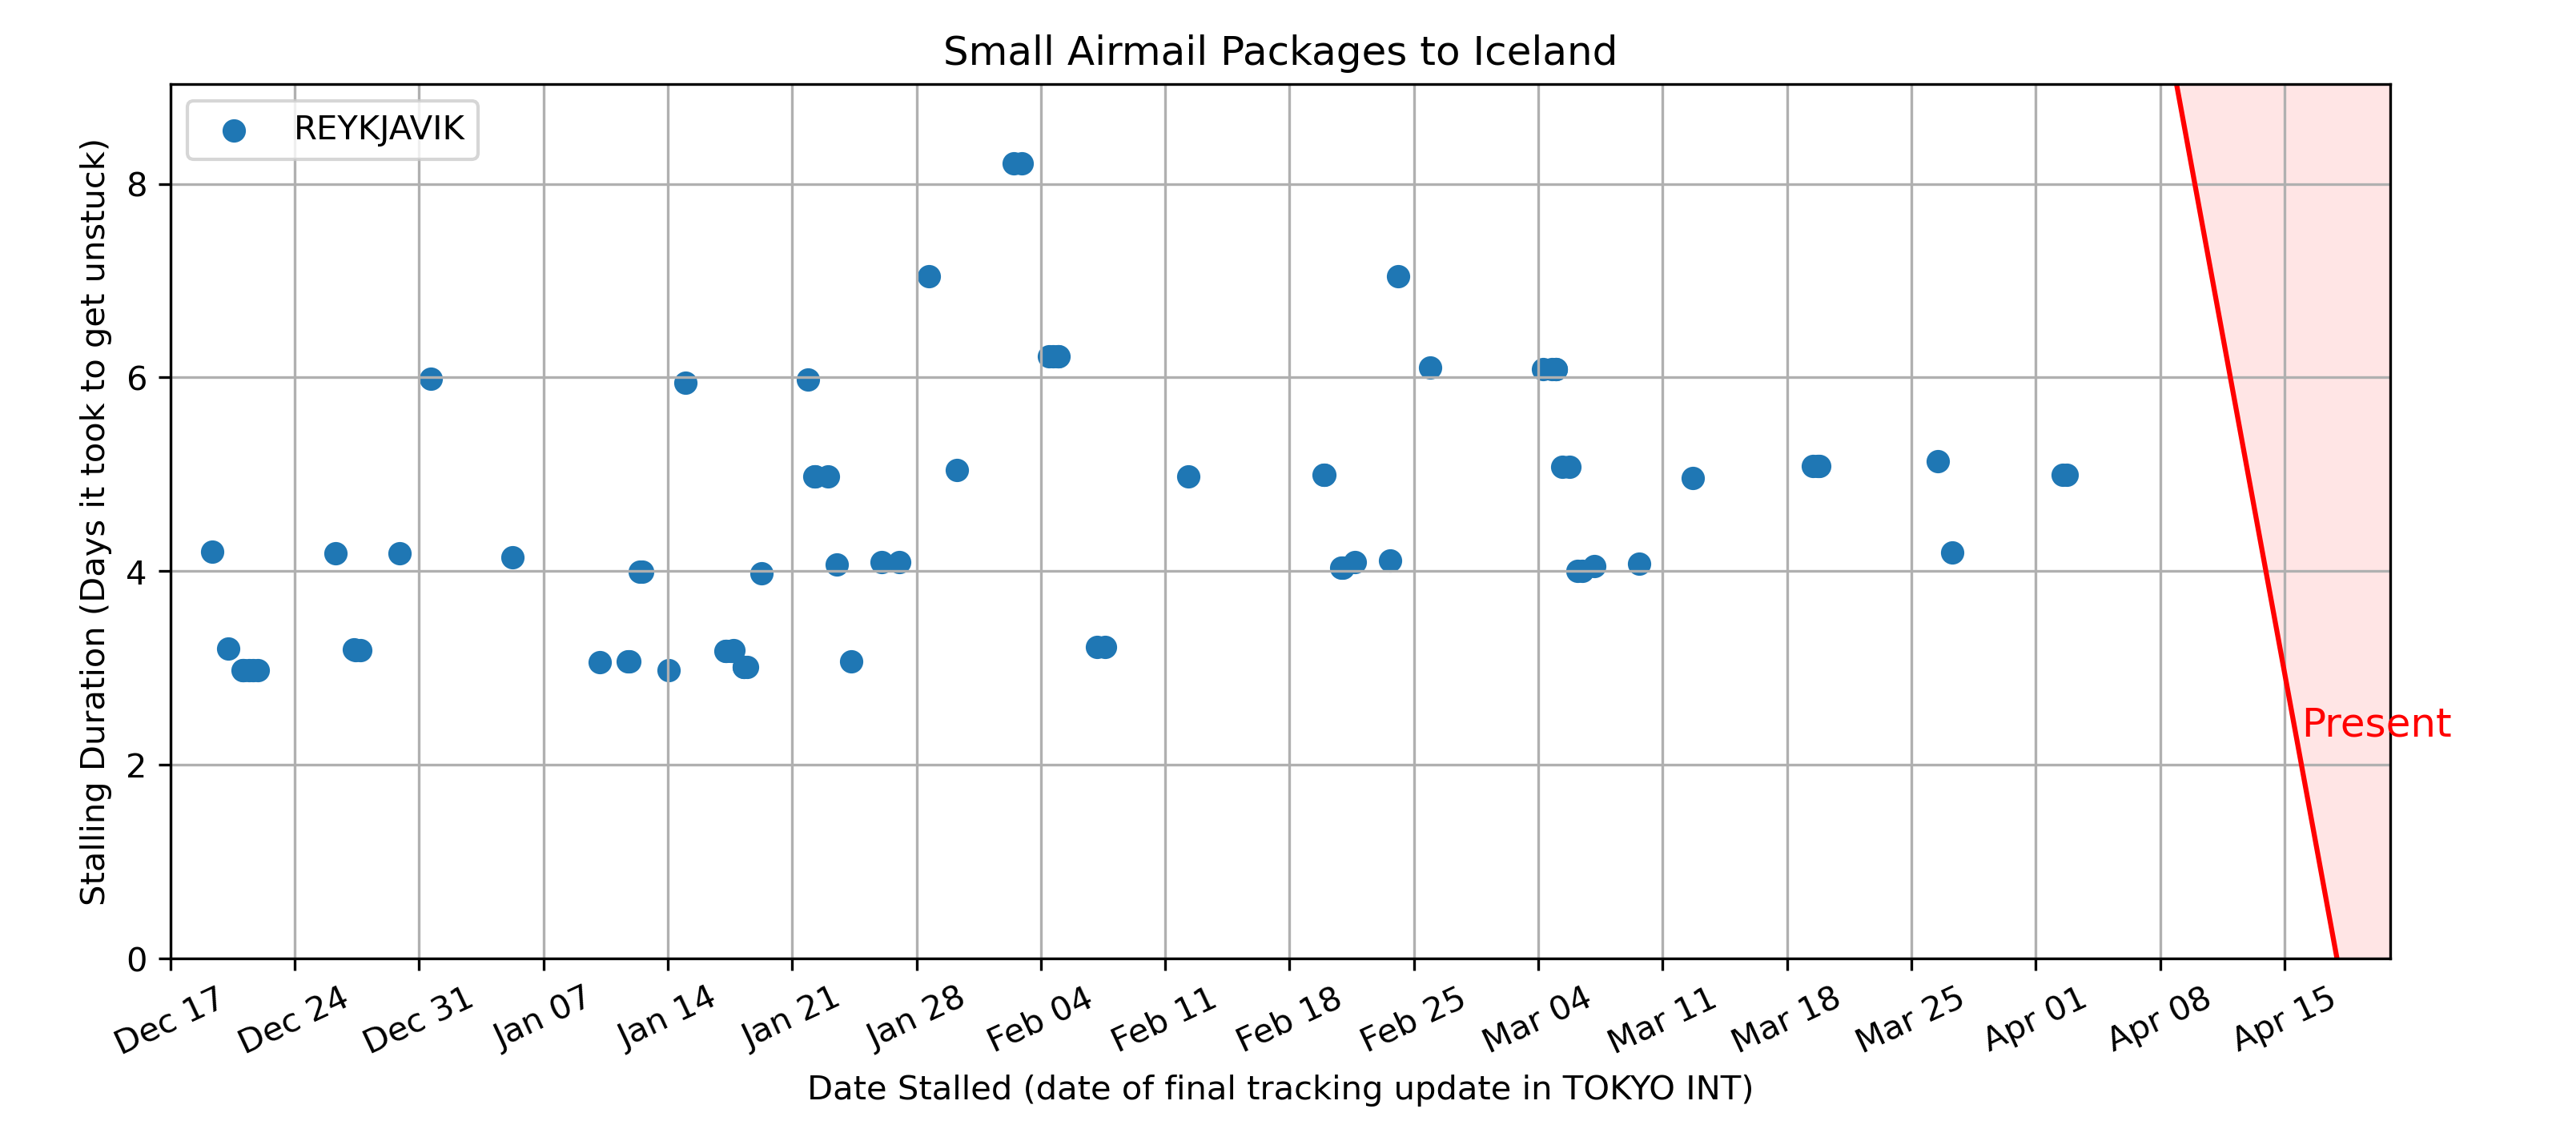 Small Airmail Packages to Iceland
REYKJAVIK
Stalling Duration (Days it took to get unstuck)
8
6
4
2
0
Present
Dec 17
Dec 24
Dec 31
Jan 07
Jan 14
Jan 21
Jan 28
Feb 04
Feb 11
Feb 18
Feb 25
Mar 04
Mar 11
Mar 18
Mar 25
Apr 01
Apr 08
Apr 15
Date Stalled (date of final tracking update in TOKYO INT)